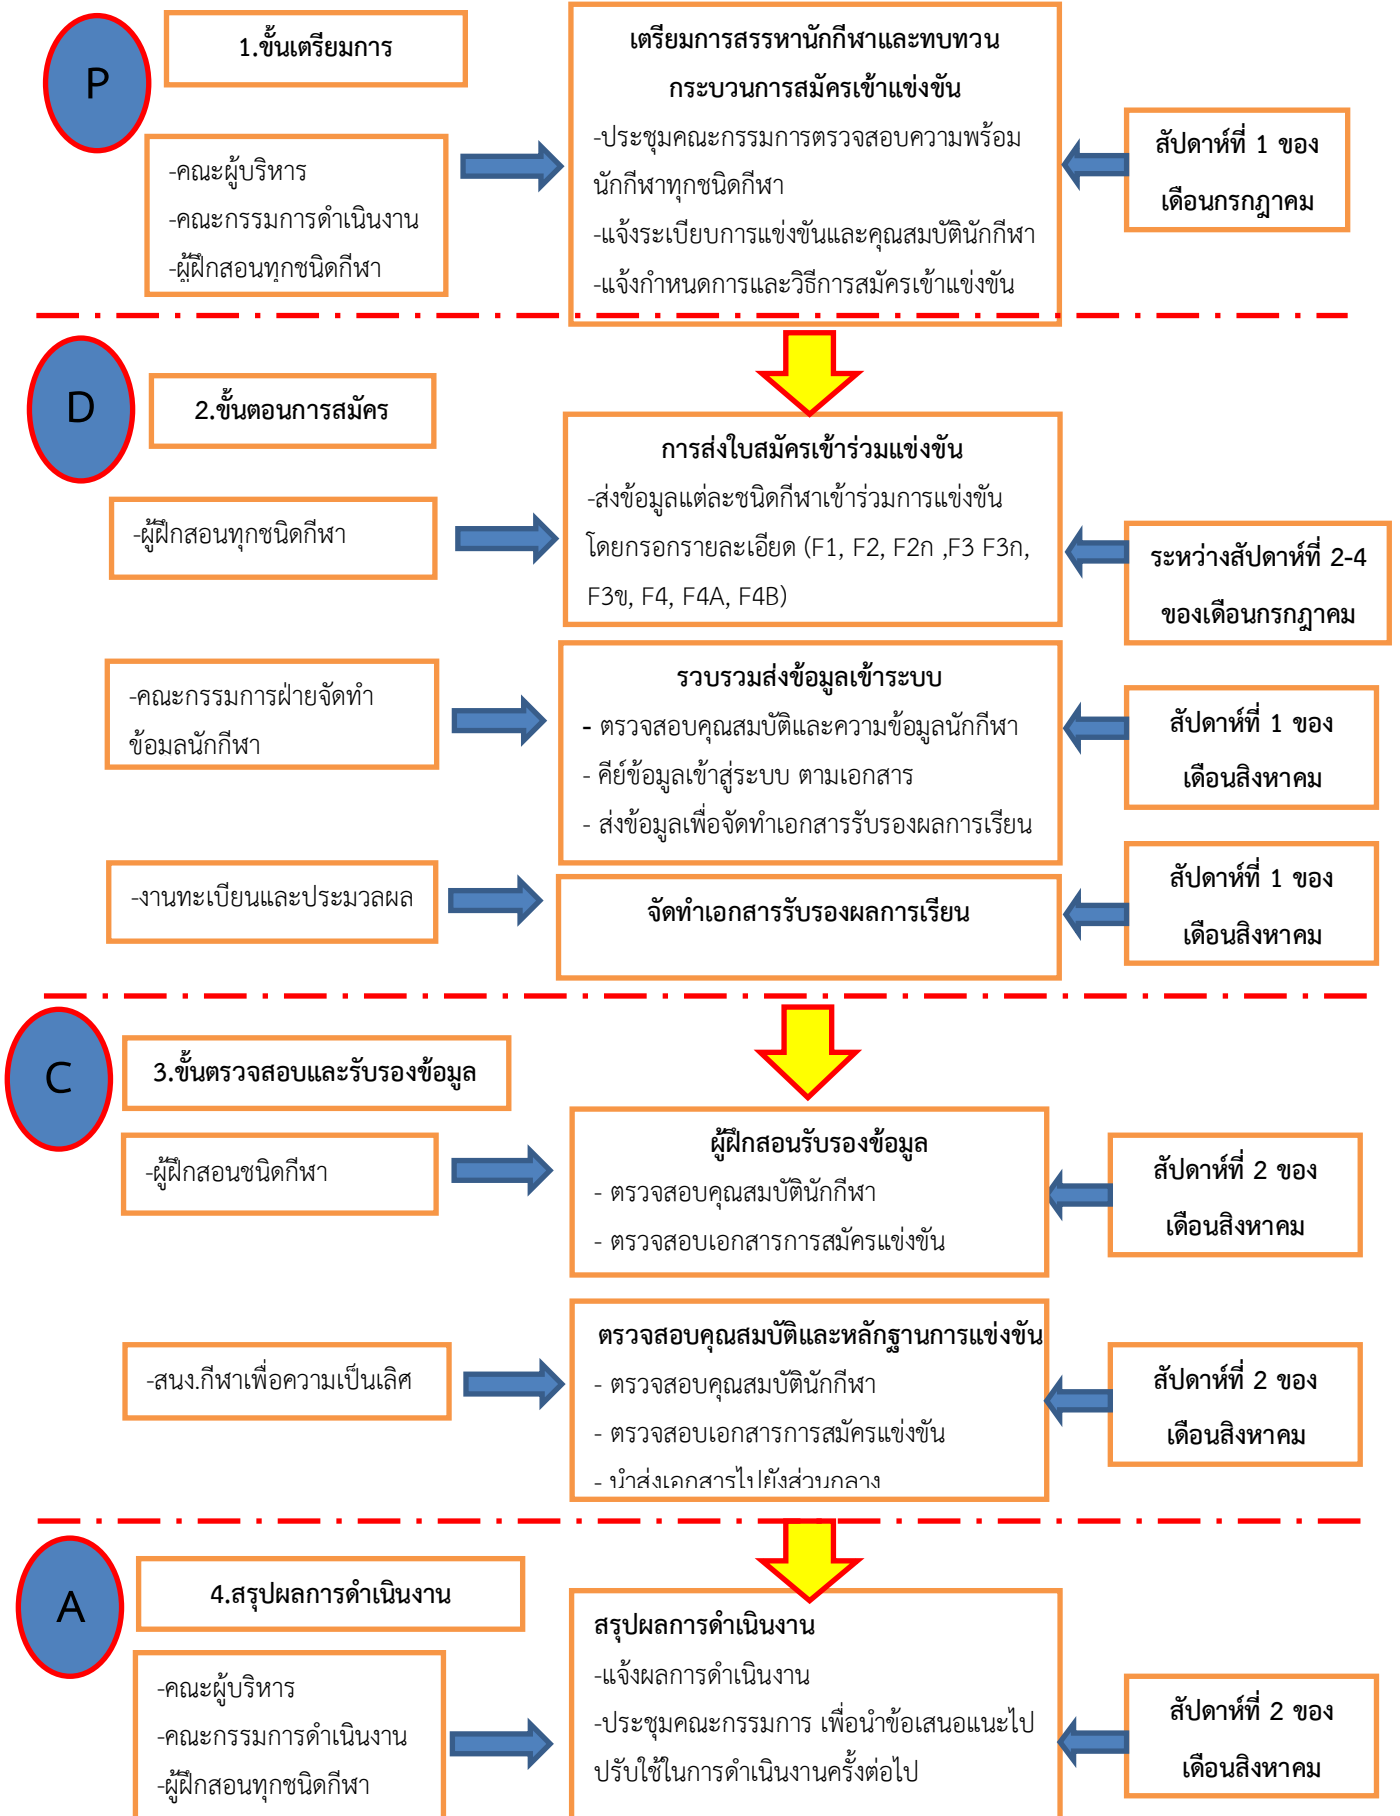 P
1.ขั้นเตรียมการ
-คณะผู้บริหาร
-คณะกรรมการดำเนินงาน
-ผู้ฝึกสอนทุกชนิดกีฬา
เตรียมการสรรหานักกีฬาและทบทวน
กระบวนการสมัครเข้าแข่งขัน
-ประชุมคณะกรรมการตรวจสอบความพร้อม
นักกีฬาทุกชนิดกีฬา
-แจ้งระเบียบการแข่งขันและคุณสมบัตินักกีฬา
-แจ้งกำหนดการและวิธีการสมัครเข้าแข่งขัน
สัปดาห์ที่ 1 ของ
เดือนกรกฎาคม
D
2.ขั้นตอนการสมัคร
-ผู้ฝึกสอนทุกชนิดกีฬา
การส่งใบสมัครเข้าร่วมแข่งขัน
-ส่งข้อมูลแต่ละชนิดกีฬาเข้าร่วมการแข่งขัน
โดยกรอกรายละเอียด (F1, F2, F2ก ,F3 F3ก,
F3ข, F4, F4A, F4B)
ระหว่างสัปดาห์ที่ 2-4
ของเดือนกรกฎาคม
-คณะกรรมการฝ่ายจัดทำ
ข้อมูลนักกีฬา
รวบรวมส่งข้อมูลเข้าระบบ
- ตรวจสอบคุณสมบัติและความข้อมูลนักกีฬา
- คีย์ข้อมูลเข้าสู่ระบบ ตามเอกสาร
- ส่งข้อมูลเพื่อจัดทำเอกสารรับรองผลการเรียน
สัปดาห์ที่ 1 ของ
เดือนสิงหาคม
-งานทะเบียนและประมวลผล
จัดทำเอกสารรับรองผลการเรียน
สัปดาห์ที่ 1 ของ
เดือนสิงหาคม
C
3.ขั้นตรวจสอบและรับรองข้อมูล
-ผู้ฝึกสอนชนิดกีฬา
ผู้ฝึกสอนรับรองข้อมูล
- ตรวจสอบคุณสมบัตินักกีฬา
- ตรวจสอบเอกสารการสมัครแข่งขัน
สัปดาห์ที่ 2 ของ
เดือนสิงหาคม
-สนง.กีฬาเพื่อความเป็นเลิศ
ตรวจสอบคุณสมบัติและหลักฐานการแข่งขัน
- ตรวจสอบคุณสมบัตินักกีฬา
- ตรวจสอบเอกสารการสมัครแข่งขัน
- นำส่งเอกสารไปยังส่วนกลาง
สัปดาห์ที่ 2 ของ
เดือนสิงหาคม
A
4.สรุปผลการดำเนินงาน
-คณะผู้บริหาร
-คณะกรรมการดำเนินงาน
-ผู้ฝึกสอนทุกชนิดกีฬา
สรุปผลการดำเนินงาน
-แจ้งผลการดำเนินงาน
-ประชุมคณะกรรมการ เพื่อนำข้อเสนอแนะไป
ปรับใช้ในการดำเนินงานครั้งต่อไป
สัปดาห์ที่ 2 ของ
เดือนสิงหาคม